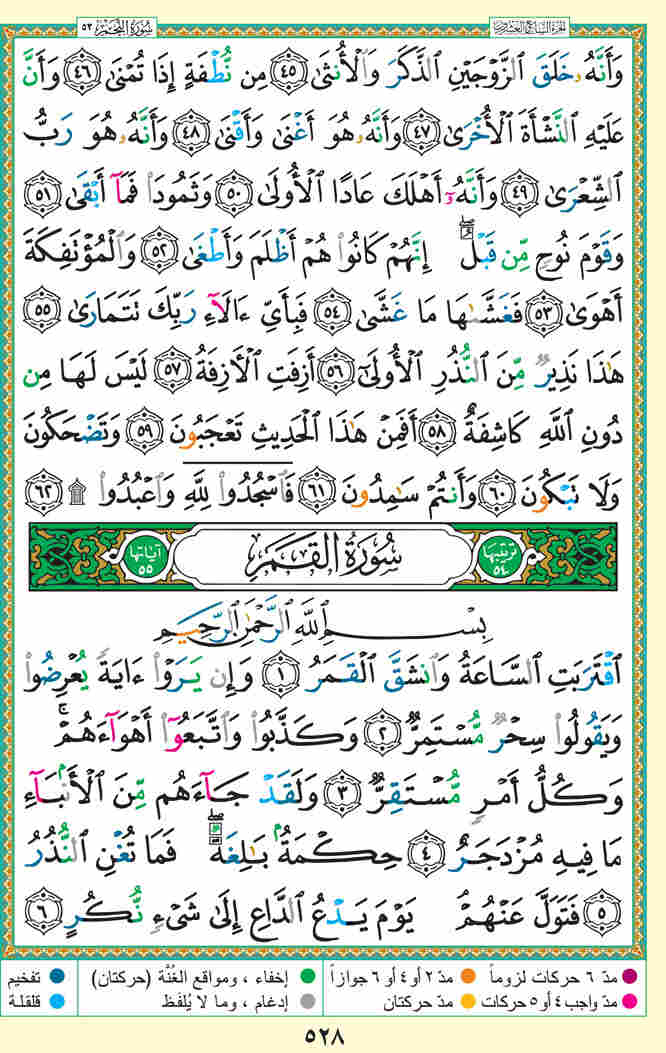 سُورَةُ النَّجْمِ ٥٣
الجزء السابع والعشرون
وَأَنَّهُۥ خَلَقَ ٱلزَّوْجَيْنِ ٱلذَّكَرَ وَٱلْأُنثَىٰ ٤٥ مِن نُّطْفَةٍ إِذَا تُمْنَىٰ ٤٦ وَأَنَّ
عَلَيْهِ ٱلنَّشْأَةَ ٱلْأُخْرَىٰ ٤٧ وَأَنَّهُۥ هُوَ أَغْنَىٰ وَأَقْنَىٰ ٤٨ وَأَنَّهُۥ هُوَ رَبُّ
ٱلشِّعْرَىٰ ٤٩ وَأَنَّهُۥٓ أَهْلَكَ عَادًا ٱلْأُولَىٰ ٥٠ وَثَمُودَا۟ فَمَآ أَبْقَىٰ ٥١
وَقَوْمَ نُوحٍ مِّن قَبْلُ ۖ إِنَّهُمْ كَانُوا۟ هُمْ أَظْلَمَ وَأَطْغَىٰ ٥٢ وَٱلْمُؤْتَفِكَةَ
أَهْوَىٰ ٥٣ فَغَشَّىٰهَا مَا غَشَّىٰ ٥٤ فَبِأَىِّ ءَالَآءِ رَبِّكَ تَتَمَارَىٰ ٥٥
هَٰذَا نَذِيرٌ مِّنَ ٱلنُّذُرِ ٱلْأُولَىٰٓ ٥٦ أَزِفَتِ ٱلْءَازِفَةُ ٥٧ لَيْسَ لَهَا مِن
دُونِ ٱللَّهِ كَاشِفَةٌ ٥٨ أَفَمِنْ هَٰذَا ٱلْحَدِيثِ تَعْجَبُونَ ٥٩ وَتَضْحَكُونَ
وَلَا تَبْكُونَ ٦٠ وَأَنتُمْ سَٰمِدُونَ ٦١ فَٱسْجُدُوا۟ لِلَّهِ وَٱعْبُدُوا۟ ۩ ٦٢
ترتيبها ٥٤ سُورَةُ القَمَرِ آياتها ٥٥
بِسْمِ ٱللَّهِ ٱلرَّحْمَٰنِ ٱلرَّحِيمِ
ٱقْتَرَبَتِ ٱلسَّاعَةُ وَٱنشَقَّ ٱلْقَمَرُ ١ وَإِن يَرَوْا۟ ءَايَةً يُعْرِضُوا۟
وَيَقُولُوا۟ سِحْرٌ مُّسْتَمِرٌّ ٢ وَكَذَّبُوا۟ وَٱتَّبَعُوٓا۟ أَهْوَآءَهُمْ ۚ
وَكُلُّ أَمْرٍ مُّسْتَقِرٌّ ٣ وَلَقَدْ جَآءَهُم مِّنَ ٱلْأَنۢبَآءِ
مَا فِيهِ مُزْدَجَرٌ ٤ حِكْمَةٌۢ بَٰلِغَةٌ ۖ فَمَا تُغْنِ ٱلنُّذُرُ
٥ فَتَوَلَّ عَنْهُمْ ۘ يَوْمَ يَدْعُ ٱلدَّاعِ إِلَىٰ شَىْءٍ نُّكُرٍ ٦
مدّ ٦ حركات لزوماً مدّ ٢ أو ٤ أو ٦ جوازاً إخفاء ، ومواقع الغُنَّة (حركتان) تفخيم
مدّ واجب ٤ أو ٥ حركات مدّ حركتان إدغام ، وما لا يُلفَظ قلقلة
٥٢٨